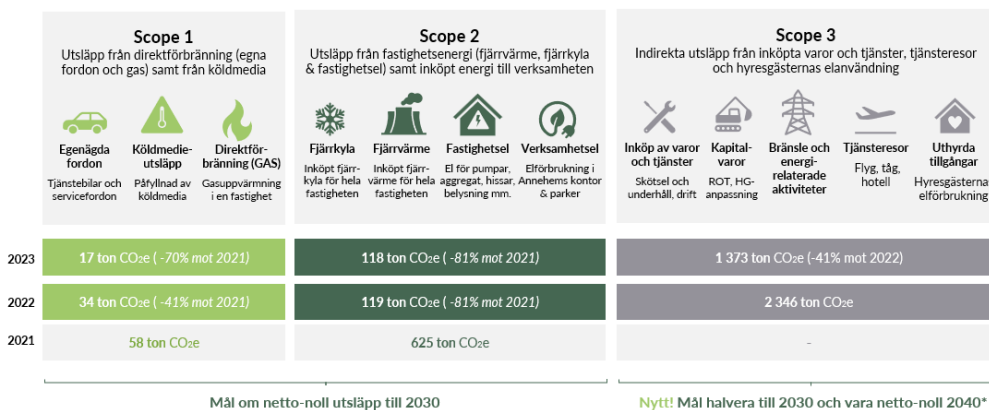 Scope 1
Utsläpp från direktförbränning (egna
fordon och gas) samt från köldmedia
Egenägda
fordon
Tjänstebilar och
servicefordon
Köldmedie-
utsläpp
Påfyllnad av
köldmedia
Direktför-
bränning (GAS)
Gasuppvärmning
i en fastighet
Scope 2
Utsläpp från fastighetsenergi (fjärrvärme, fjärrkyla
& fastighetsel) samt inköpt energi till verksamheten
Fjärrkyla
Inköpt fjärr-
kyla för hela
fastigheten
Fjärrvärme
Inköpt fjärr-
värme för hela
fastigheten
Fastighetsel
El för pumpar,
aggregat, hissar,
belysning mm.
Verksamhetsel
Elförbrukning i
Annehems kontor
& parker
Scope 3
Indirekta utsläpp från inköpta varor och tjänster, tjänsteresor
och hyresgästernas elanvändning
Inköp av varor
och tjänster
Skötsel och
underhåll, drift
Kapital-
varor
ROT, HG-
anpassning
Bränsle och
energi-
relaterade
aktiviteter
Tjänsteresor
Flyg, tåg,
hotell
Uthyrda
tillgångar
Hyresgästernas
elförbrukning
2023
17 ton CO2e ( -70% mot 2021)
118 ton CO2e ( -81% mot 2021)
1 373 ton CO2e (-41% mot 2022)
2022
34 ton CO2e ( -41% mot 2021)
119 ton CO2e ( -81% mot 2021)
2 346 ton CO2e
2021
58 ton CO2e
625 ton CO2e
-
Mål om netto-noll utsläpp till 2030
Nytt! Mål halvera till 2030 och vara netto-noll 2040*